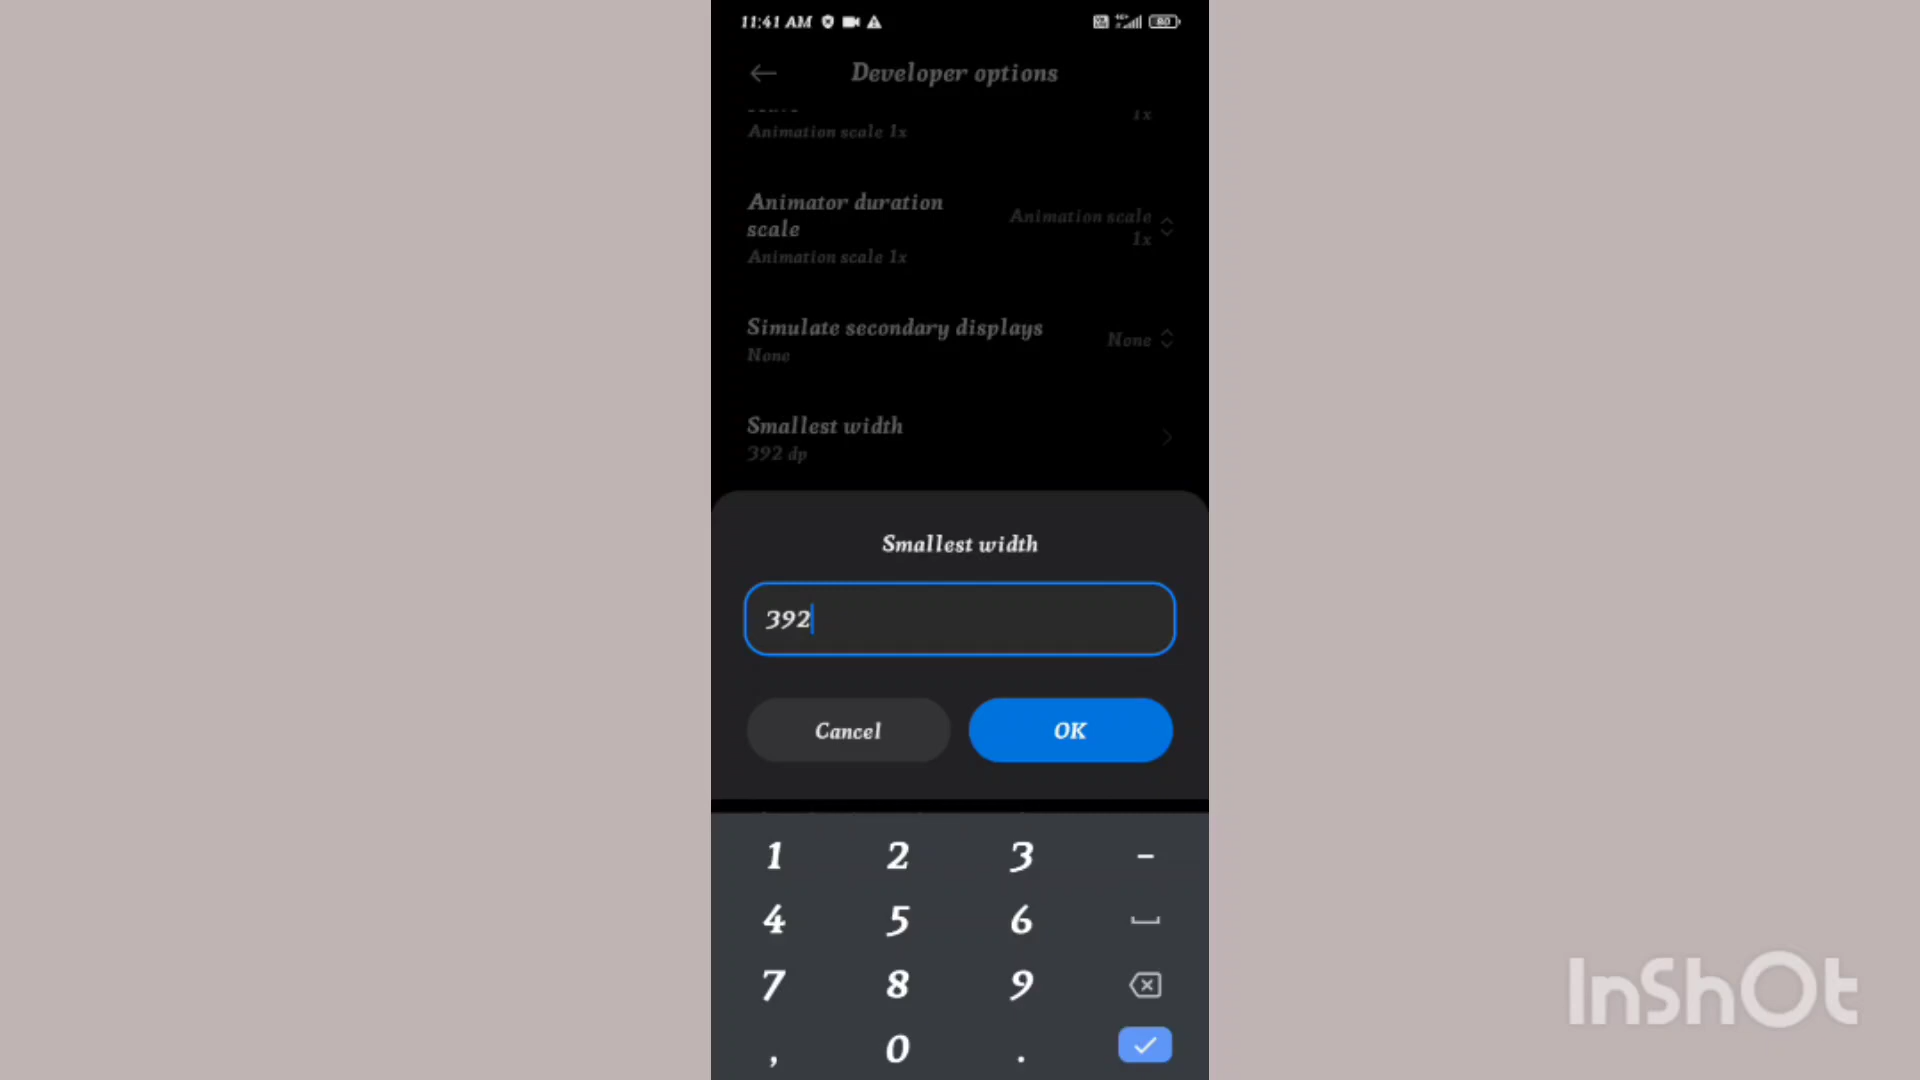 11:41 AM
80
Developer options
1x
Animation scale 1x
Animator duration
scale
Animation scale
1x
Animation scale 1x
Simulate secondary displays
None
None
Smallest width
392 dp
Smallest width
392
Cancel
OK
1 2 3 -
4 5 6
7 8 9
, 0 .
InShOt